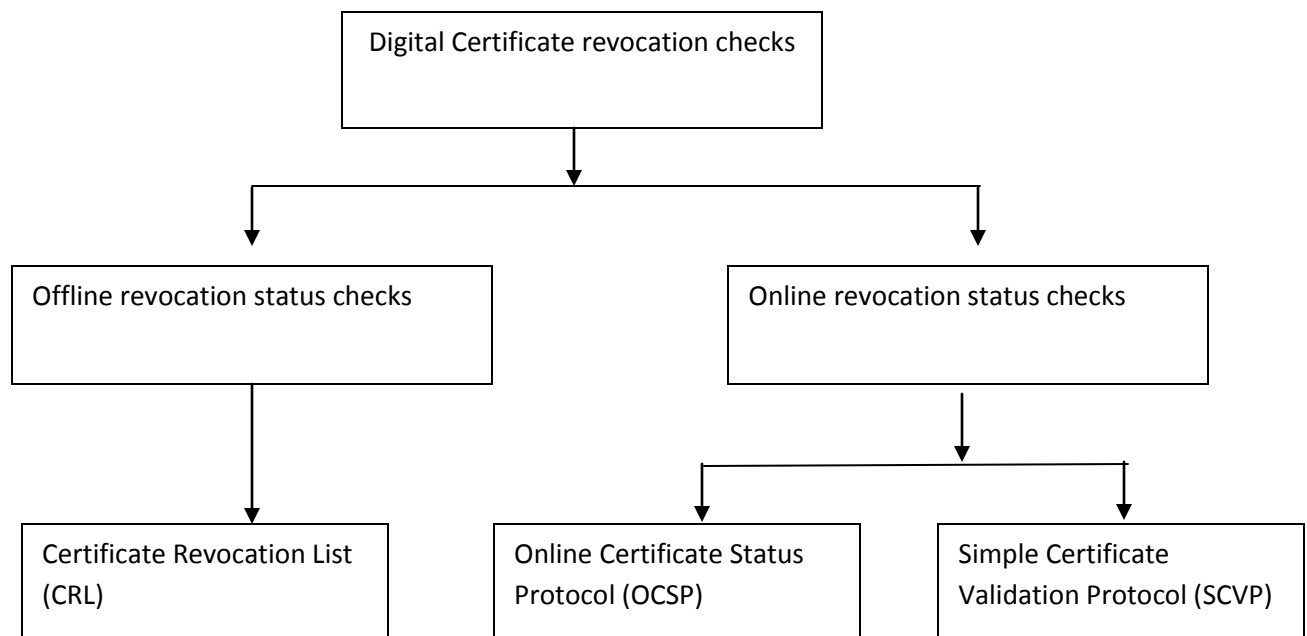 Digital Certificate revocation checks
Offline revocation status checks
Online revocation status checks
Certificate Revocation List
(CRL)
Online Certificate Status
Protocol (OCSP)
Simple Certificate
Validation Protocol (SCVP)